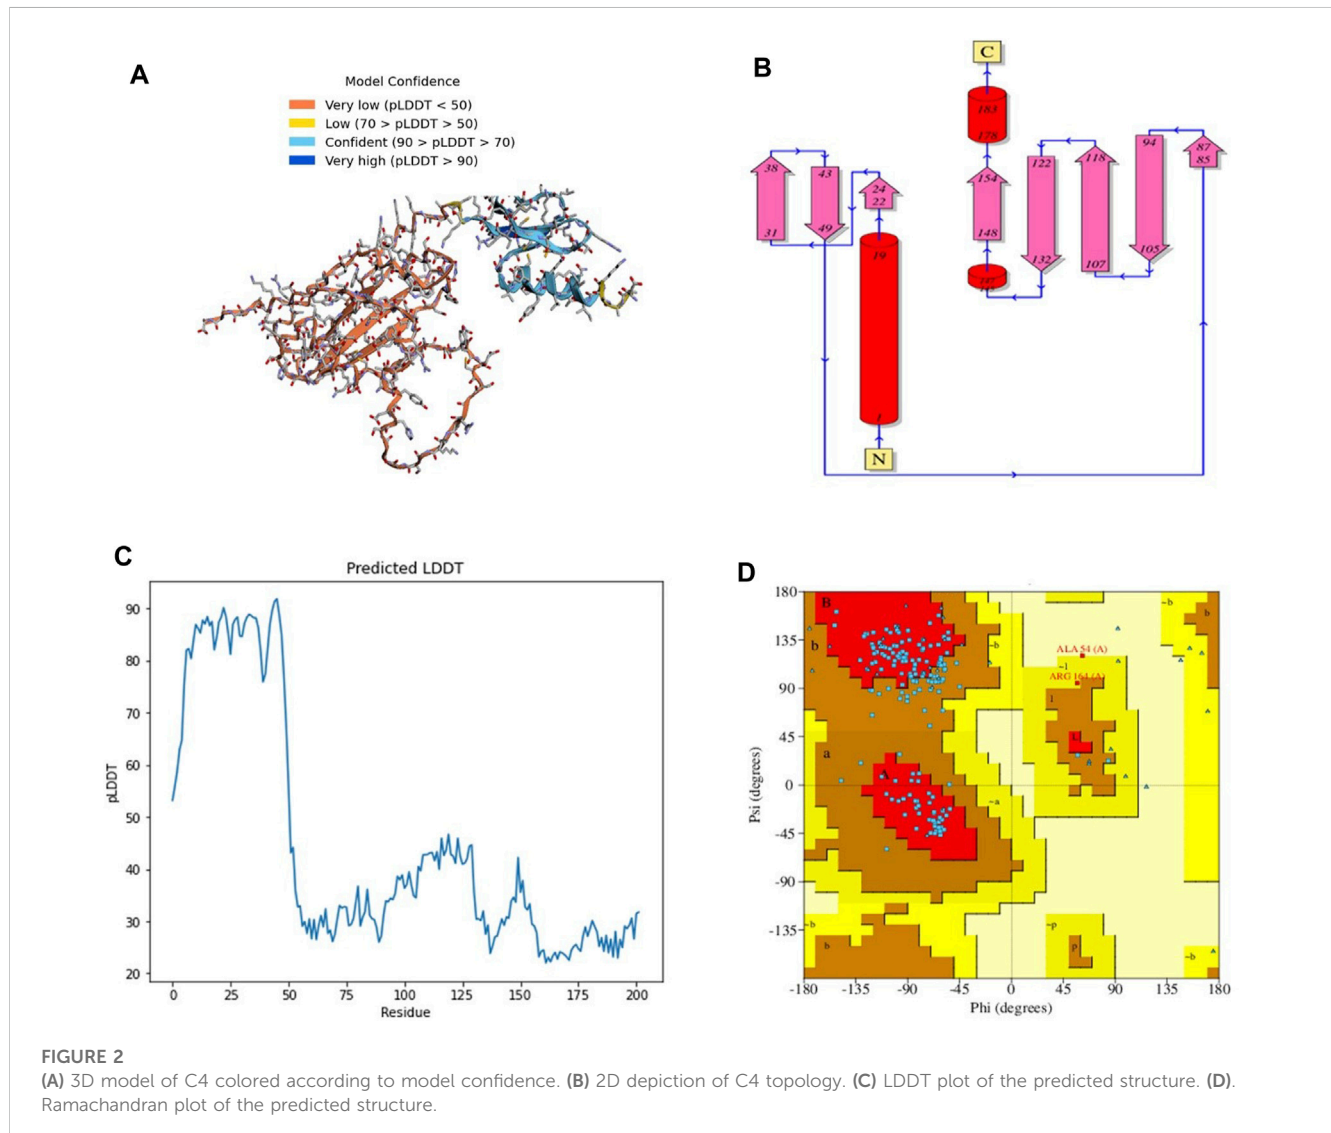 A
Model Confidence
Very low (pLDDT < 50)
Low (70 > pLDDT > 50)
Confident (90 > pLDDT > 70)
Very high (pLDDT > 90)
B
C
183
178
38
31
43
49
24
22
19
1
N
154
148
122
132
118
107
94
105
87
85
C
Predicted LDDT
90
80
70
60
50
40
30
20
pLDDT
0 25 50 75 100 125 150 175 200
Residue
D
180
135
90
45
0
-45
-90
-135
Psi (degrees)
B
b
~b
a
A
~a
~l
l
L
~p
p
~b
b
~b
b
~b
ALA 54 (A)
ARG 161 (A)
-180 -135 -90 -45 0 45 90 135 180
Phi (degrees)
FIGURE 2
(A) 3D model of C4 colored according to model confidence. (B) 2D depiction of C4 topology. (C) LDDT plot of the predicted structure. (D).
Ramachandran plot of the predicted structure.